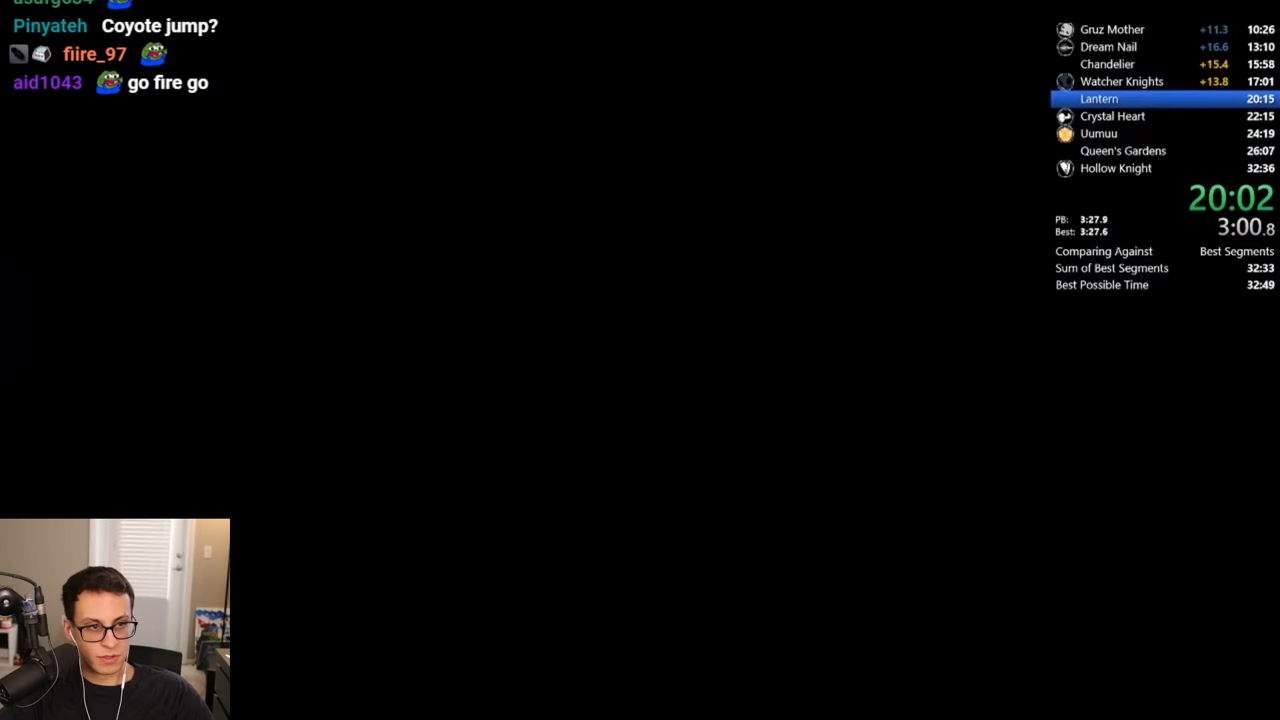 Pinyateh Coyote jump?
fiire_97
aid1043 go fire go
Gruz Mother +11.3 10:26
Dream Nail +16.6 13:10
Chandelier +15.4 15:58
Watcher Knights +13.8 17:01
Lantern 20:15
Crystal Heart 22:15
Uumuu 24:19
Queen's Gardens 26:07
Hollow Knight 32:36
20:02
PB: 3:27.9
Best: 3:27.6
3:00.8
Comparing Against Best Segments
Sum of Best Segments 32:33
Best Possible Time 32:49